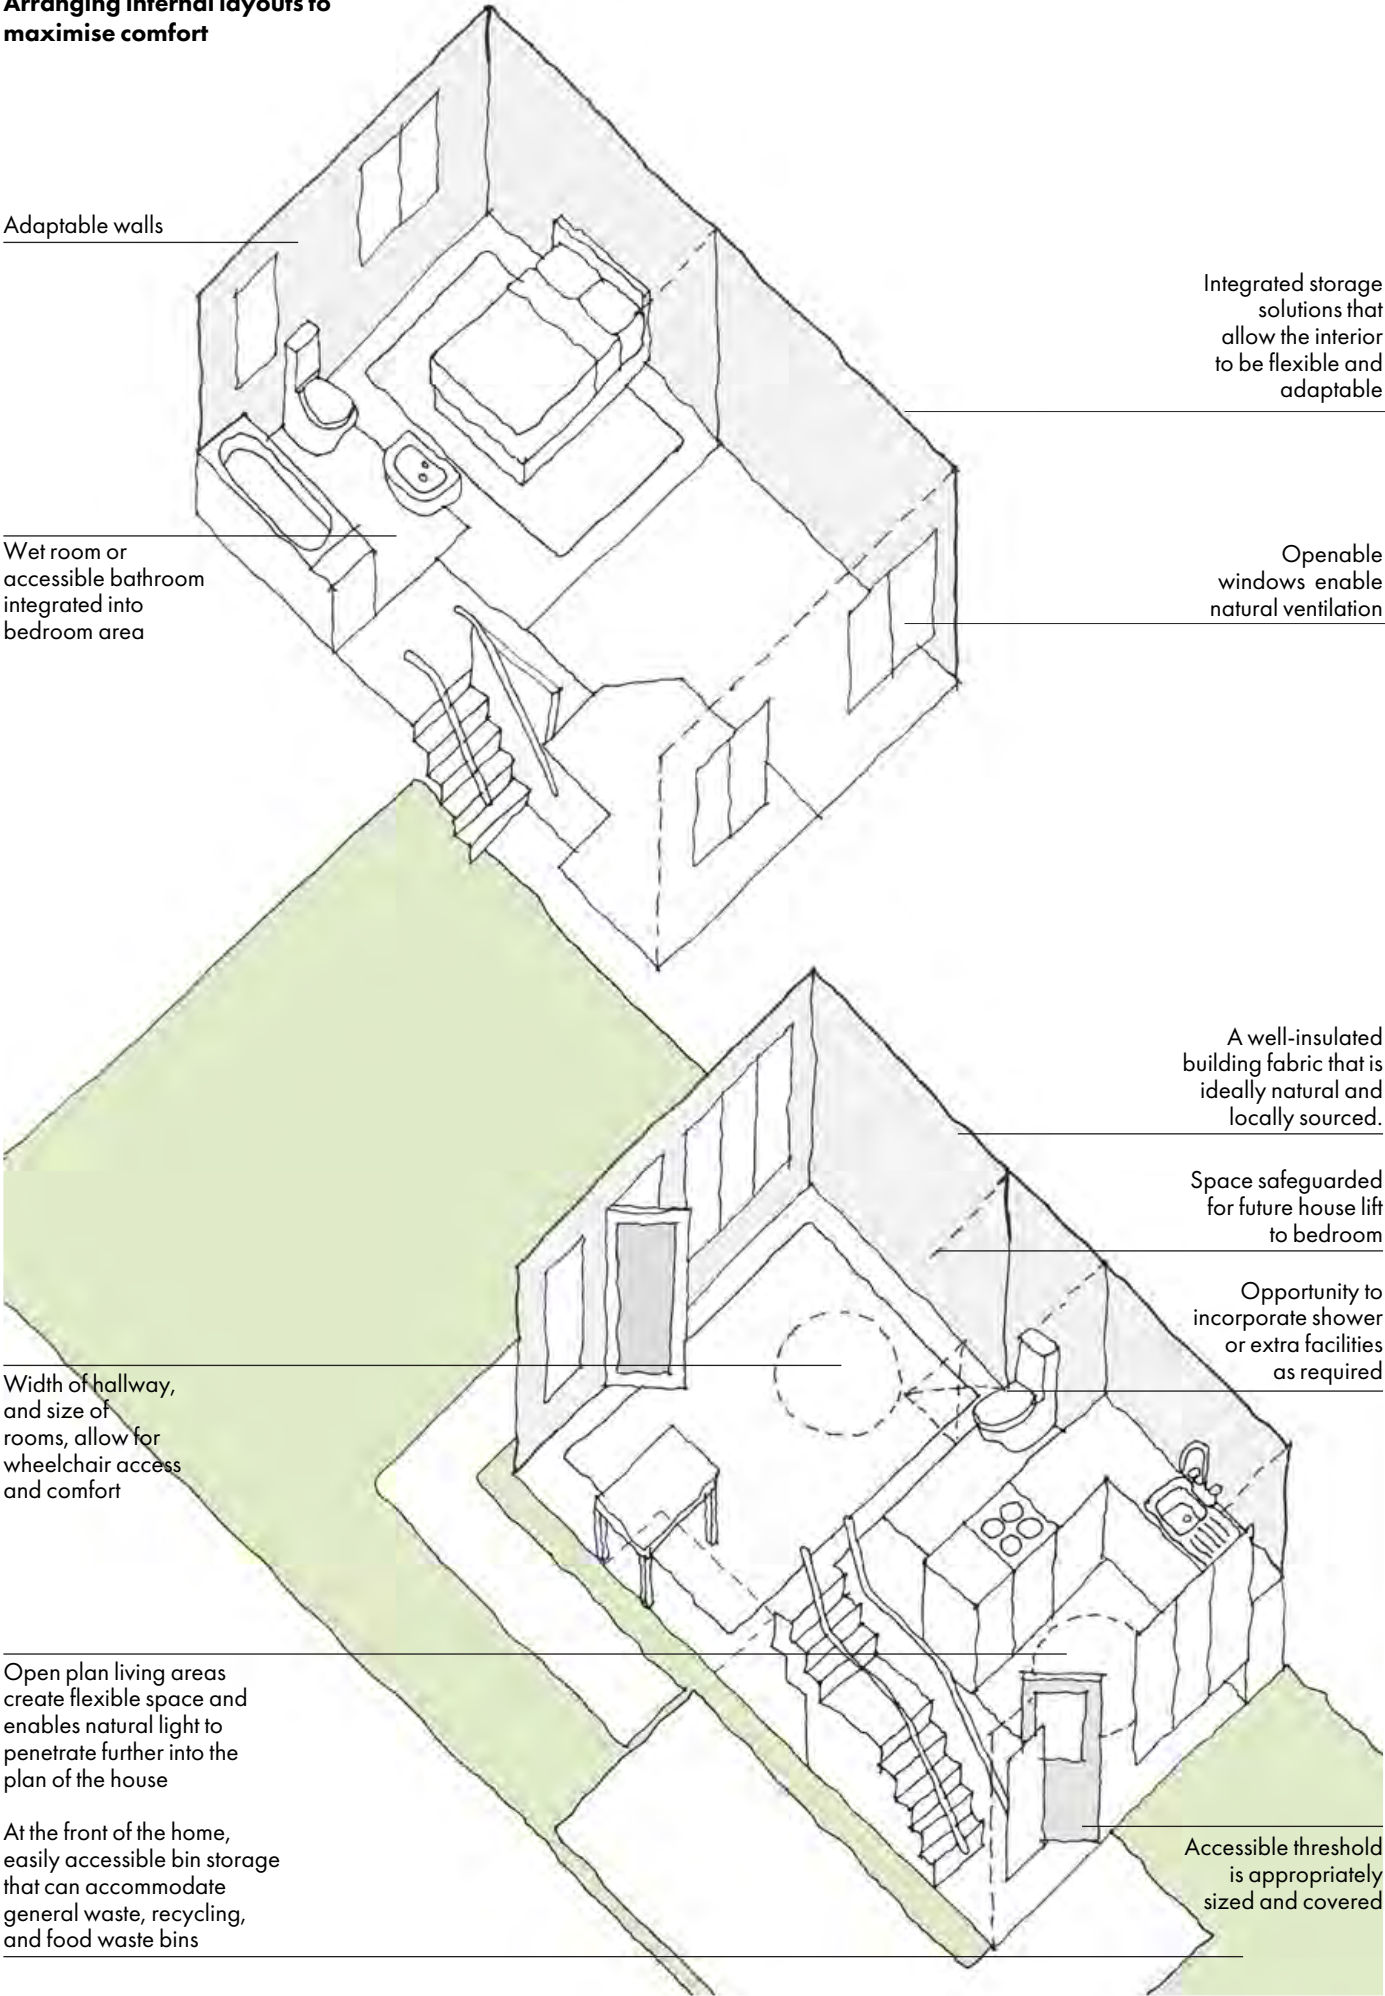 Arranging internal layouts to
maximise comfort
Adaptable walls
Integrated storage
solutions that
allow the interior
to be flexible and
adaptable
Wet room or
accessible bathroom
integrated into
bedroom area
Openable
windows enable
natural ventilation
A well-insulated
building fabric that is
ideally natural and
locally sourced.
Space safeguarded
for future house lift
to bedroom
Opportunity to
incorporate shower
or extra facilities
as required
Width of hallway,
and size of
rooms, allow for
wheelchair access
and comfort
Open plan living areas
create flexible space and
enables natural light to
penetrate further into the
plan of the house
At the front of the home,
easily accessible bin storage
that can accommodate
general waste, recycling,
and food waste bins
Accessible threshold
is appropriately
sized and covered